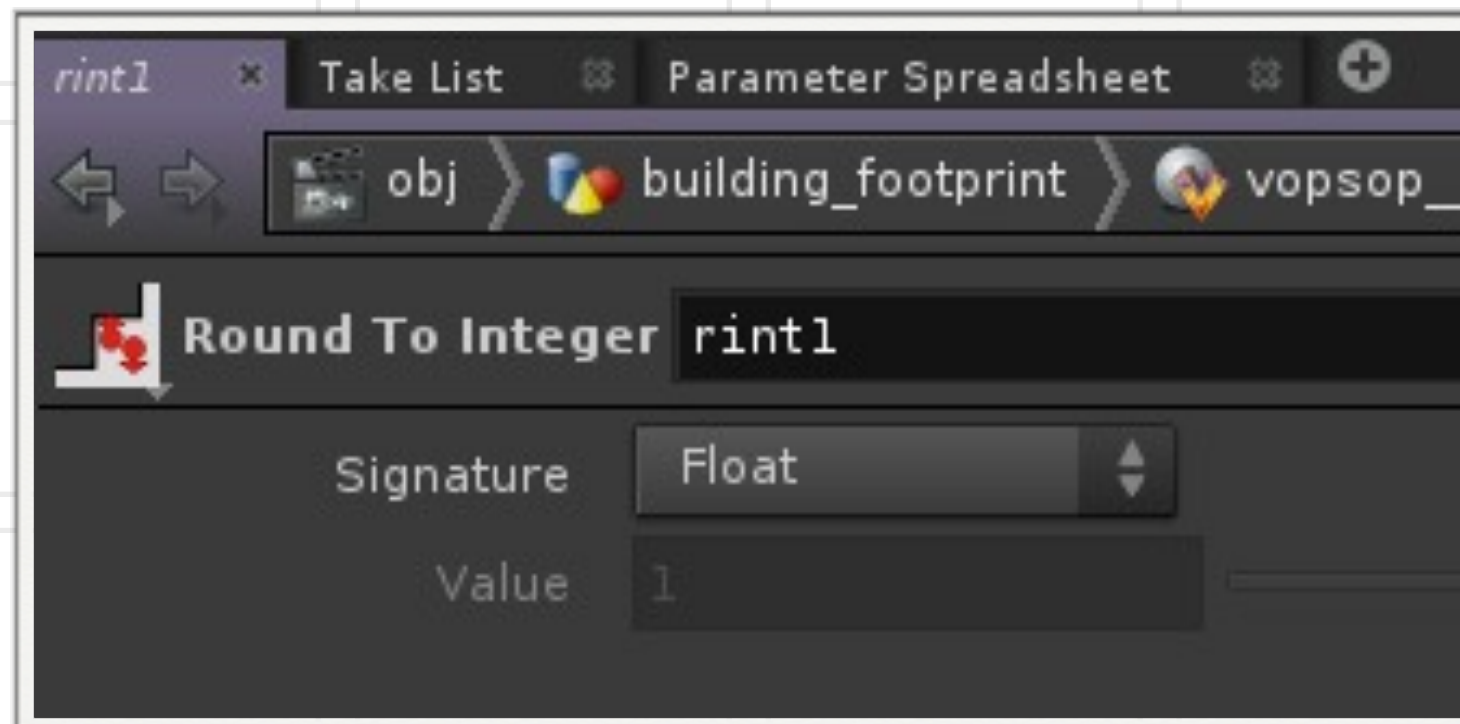 rint1 Take List Parameter Spreadsheet
obj building_footprint vopsop_
Round To Integer rint1
Signature Float
Value 1